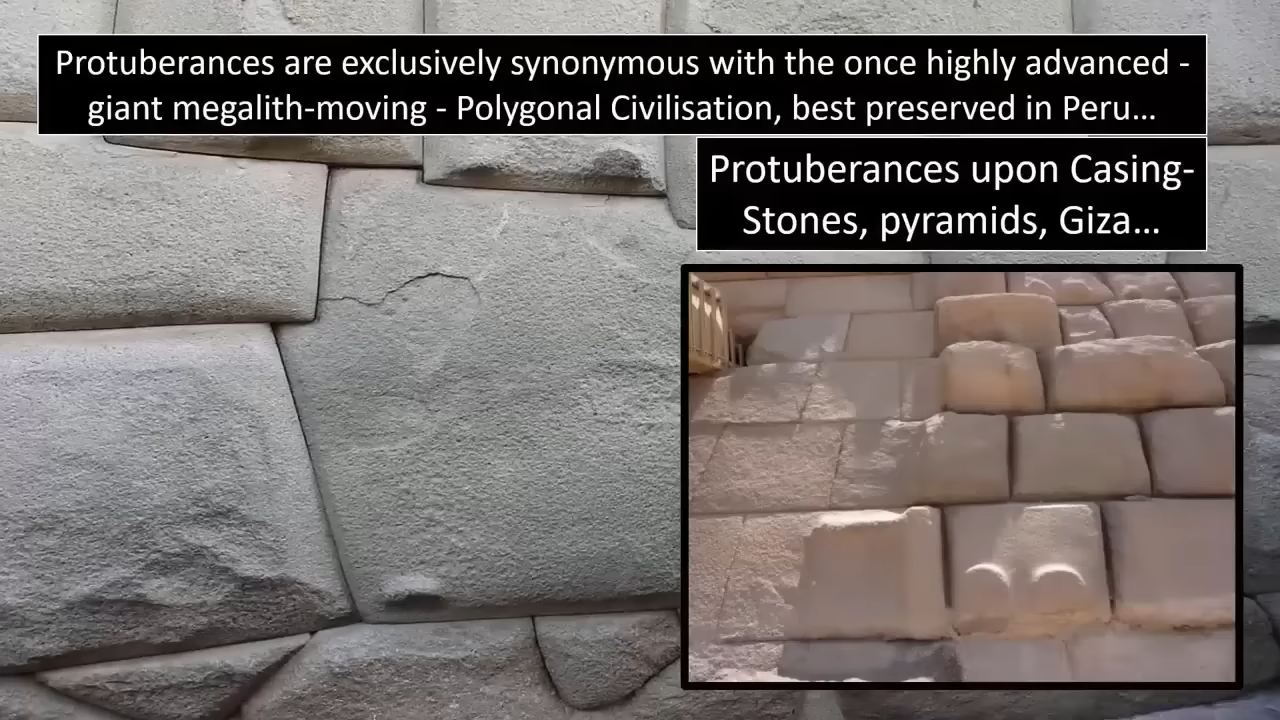 Protuberances are exclusively synonymous with the once highly advanced -
giant megalith-moving - Polygonal Civilisation, best preserved in Peru...
Protuberances upon Casing-
Stones, pyramids, Giza...